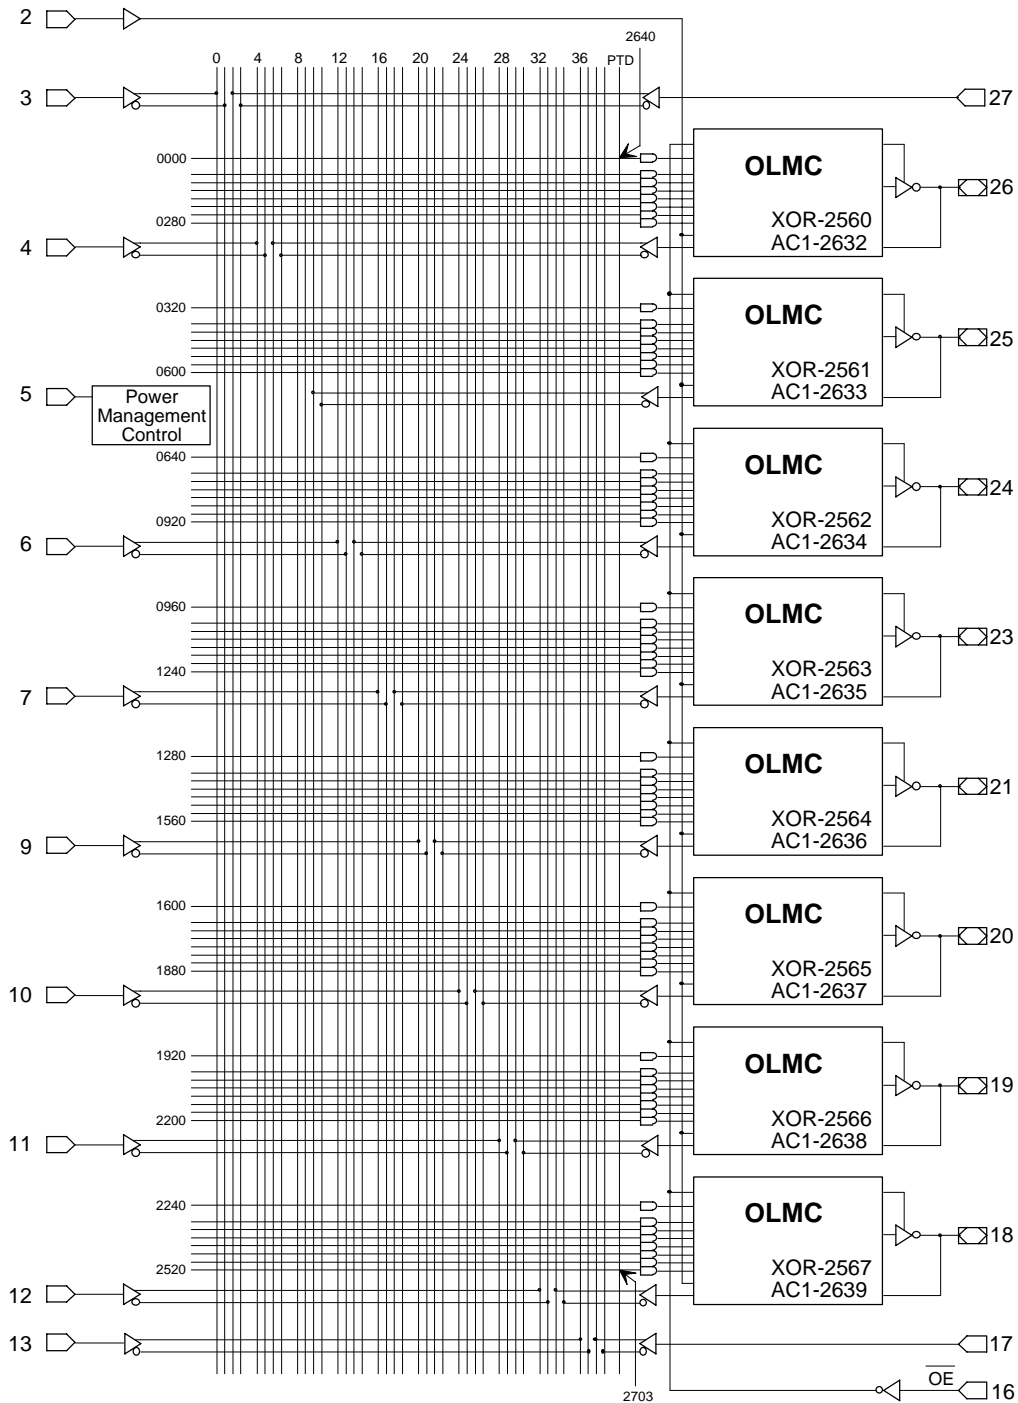 2
2640
0 4 8 12 16 20 24 28 32 36 PTD
3 27
0000
OLMC
26
0280
XOR-2560
4
AC1-2632
0320
OLMC
25
0600
XOR-2561
5
AC1-2633
Power
Management
Control
0640
OLMC
24
0920
XOR-2562
6
AC1-2634
0960
OLMC
23
1240
XOR-2563
7
AC1-2635
1280
OLMC
21
1560
XOR-2564
9
AC1-2636
1600
OLMC
20
1880
XOR-2565
10
AC1-2637
1920
OLMC
19
2200
XOR-2566
11
AC1-2638
2240
OLMC
18
2520
XOR-2567
12
AC1-2639
13 17
2703
OE
16